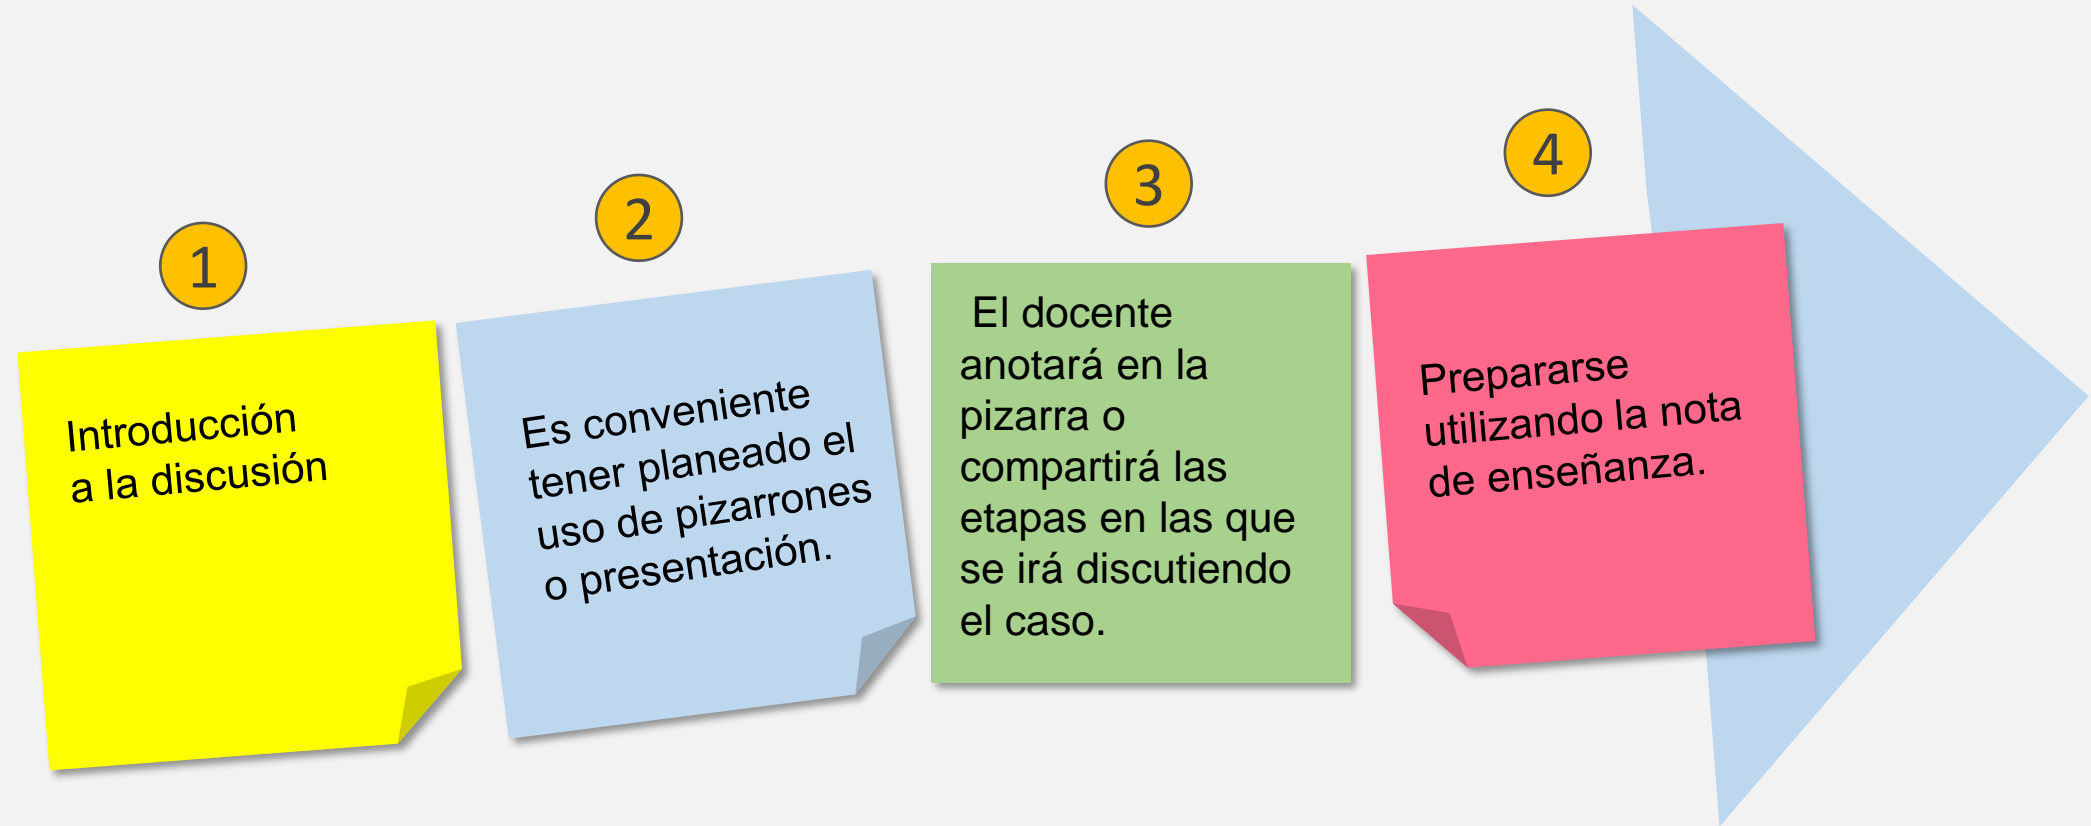 1
Introducción
a la discusión
2
Es conveniente
tener planeado el
uso de pizarrones
o presentación.
3
El docente
anotará en la
pizarra o
compartirá las
etapas en las que
se irá discutiendo
el caso.
4
Prepararse
utilizando la nota
de enseñanza.